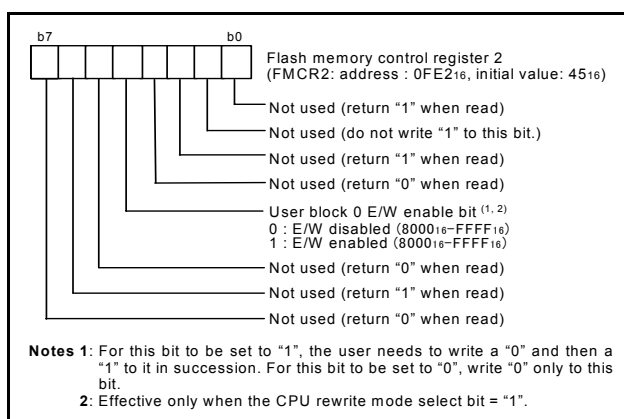 b7 b0
Flash memory control register 2
(FMCR2: address : 0FE216, initial value: 4516)
Not used (return “1” when read)
Not used (do not write “1” to this bit.)
Not used (return “1” when read)
Not used (return “0” when read)
User block 0 E/W enable bit (1, 2)
0 : E/W disabled (800016–FFFF16)
1 : E/W enabled (800016–FFFF16)
Not used (return “0” when read)
Not used (return “1” when read)
Not used (return “0” when read)
Notes 1: For this bit to be set to “1”, the user needs to write a “0” and then a
“1” to it in succession. For this bit to be set to “0”, write “0” only to this
bit.
2: Effective only when the CPU rewrite mode select bit = “1”.